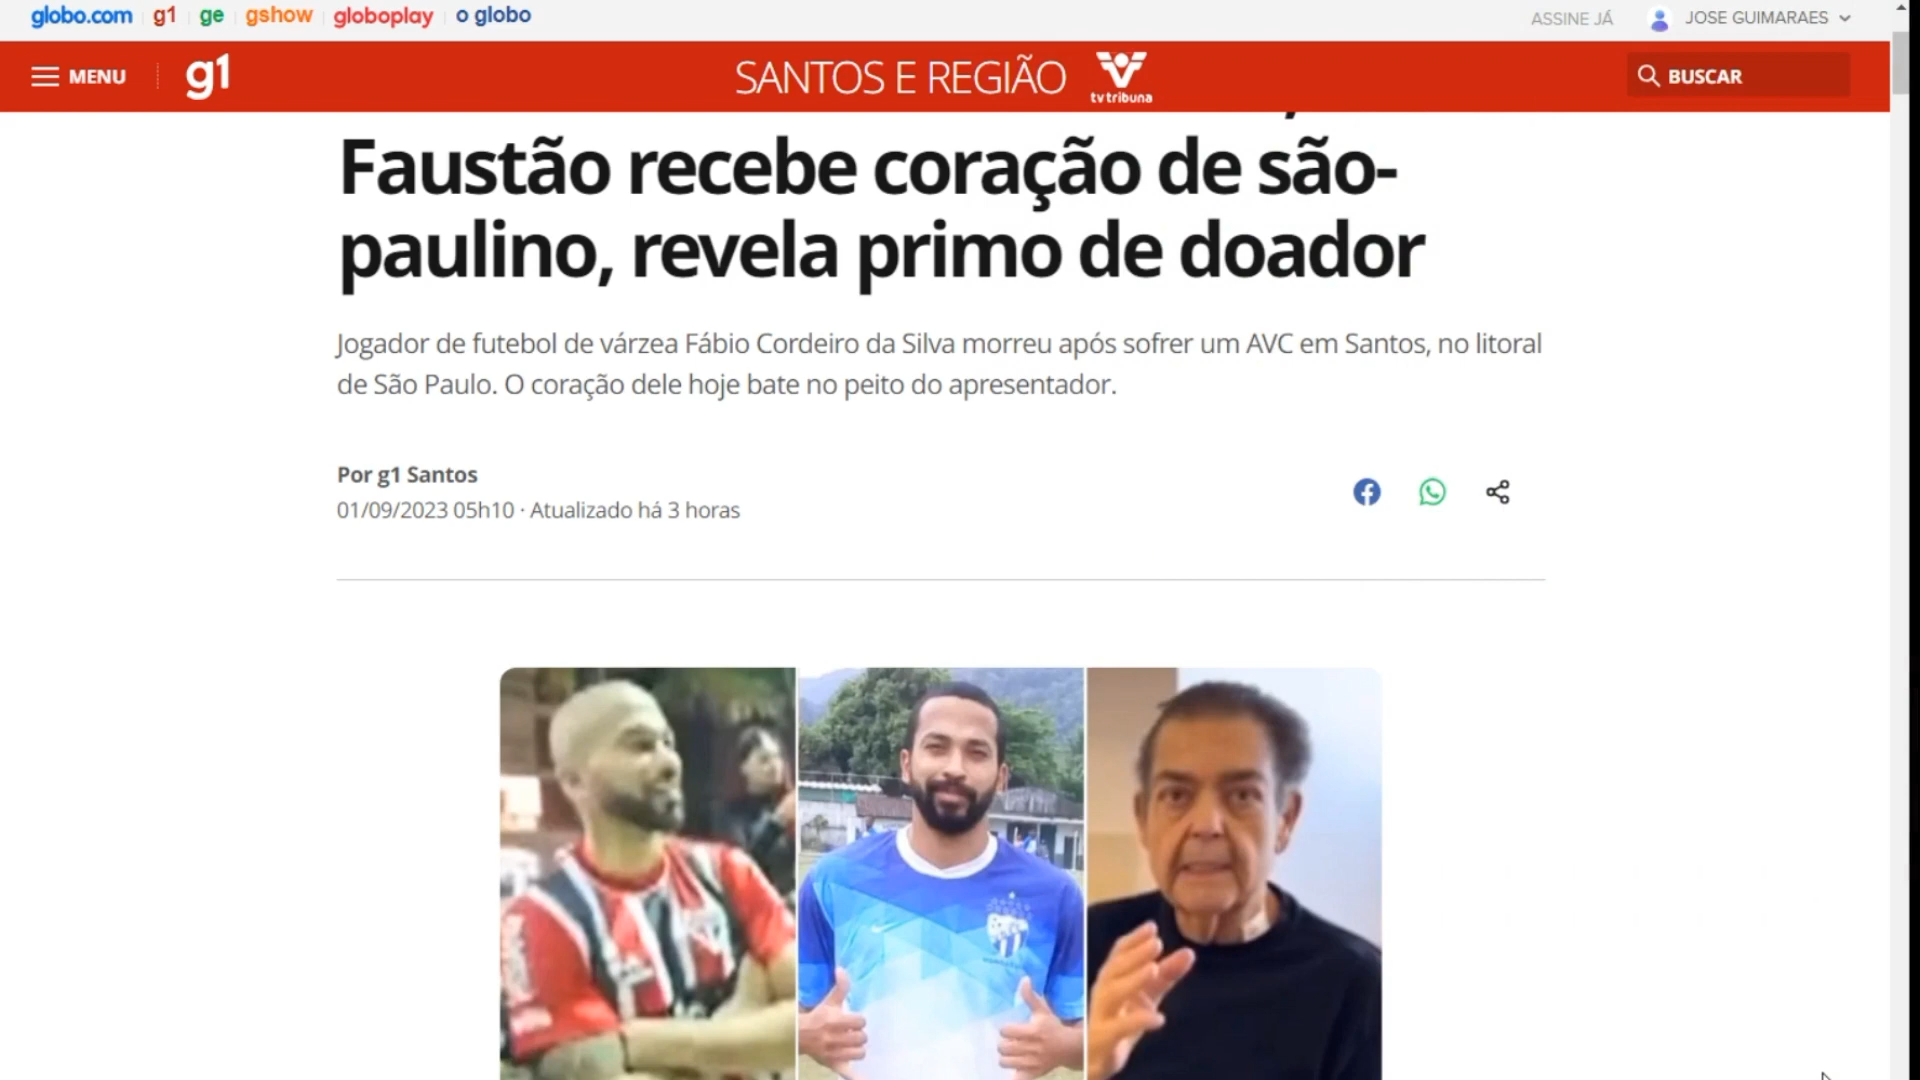 globo.com g1 ge gshow globoplay o globo
ASSINE JÁ JOSE GUIMARAES
MENU g1 SANTOS E REGIÃO tv tribuna BUSCAR
Faustão recebe coração de são-
paulino, revela primo de doador
Jogador de futebol de várzea Fábio Cordeiro da Silva morreu após sofrer um AVC em Santos, no litoral
de São Paulo. O coração dele hoje bate no peito do apresentador.
Por g1 Santos
01/09/2023 05h10 · Atualizado há 3 horas